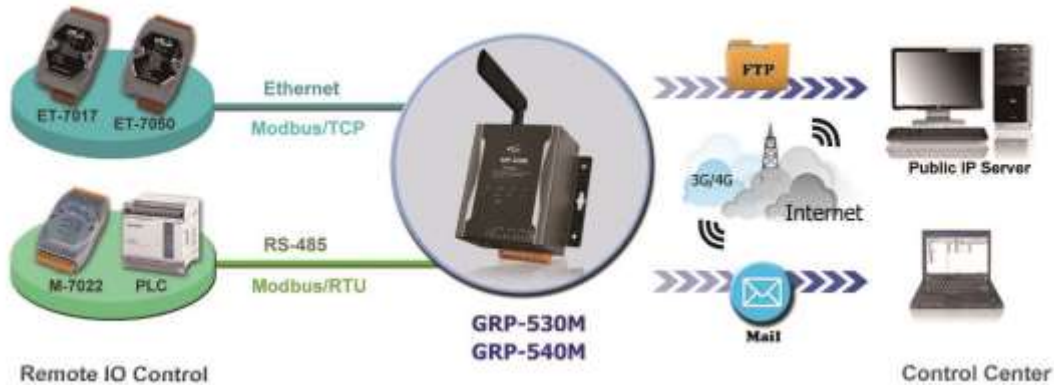 ET-7017
ET-7050
Ethernet
Modbus/TCP
FTP
3G/4G
Internet
Public IP Server
M-7022
PLC
RS-485
Modbus/RTU
GRP-530M
GRP-540M
Mail
Remote IO Control
Control Center